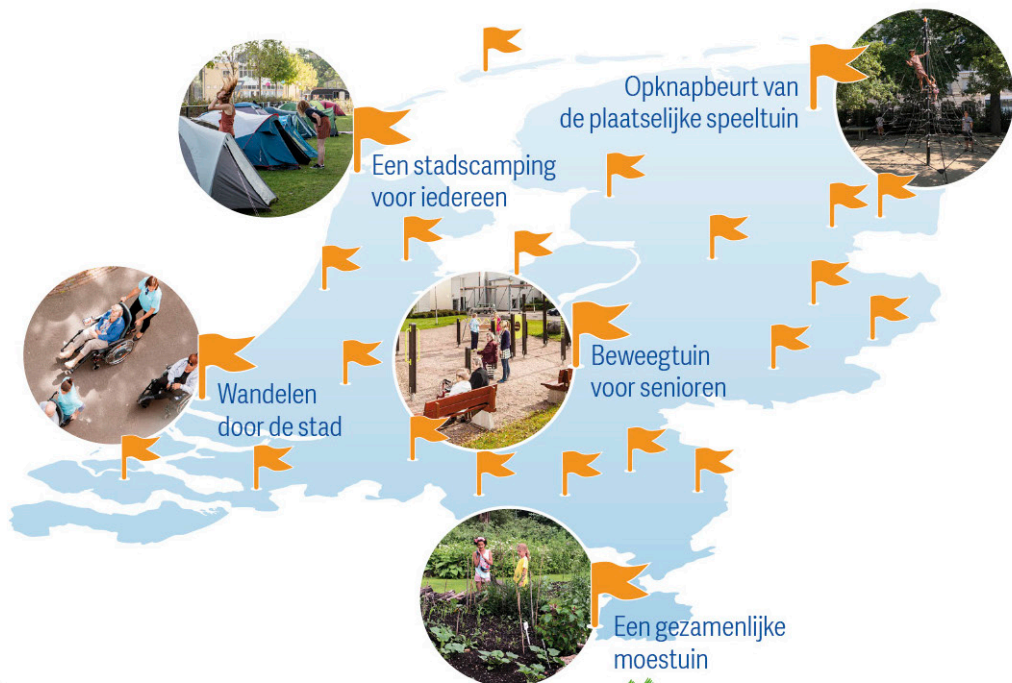 Opknapbeurt van
de plaatselijke speeltuin
Een stadscamping
voor iedereen
Beweegtuin
voor senioren
Wandelen
door de stad
Een gezamenlijke
moestuin